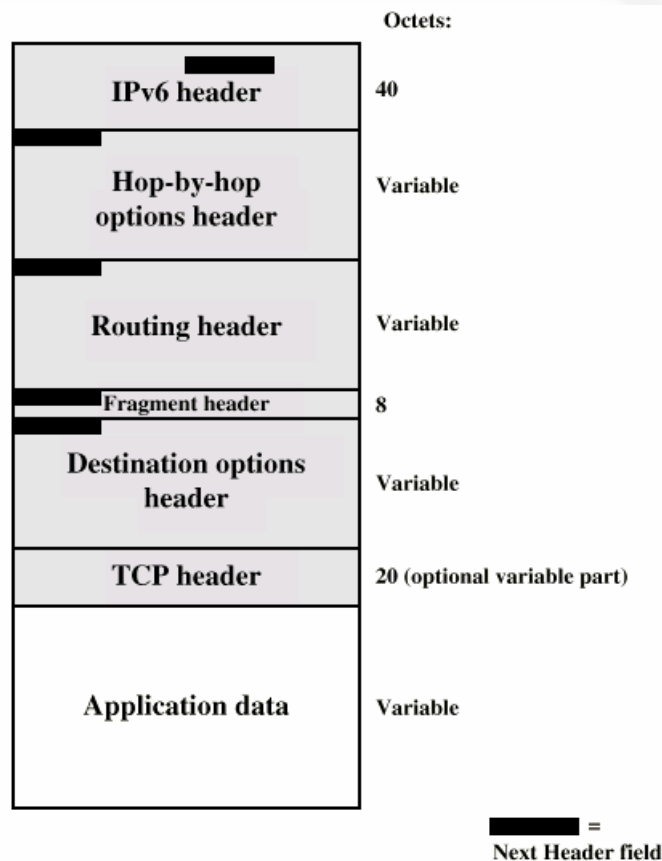 Octets:
IPv6 header
40
Hop-by-hop
options header
Variable
Routing header
Variable
Fragment header
8
Destination options
header
Variable
TCP header
20 (optional variable part)
Application data
Variable
=
Next Header field